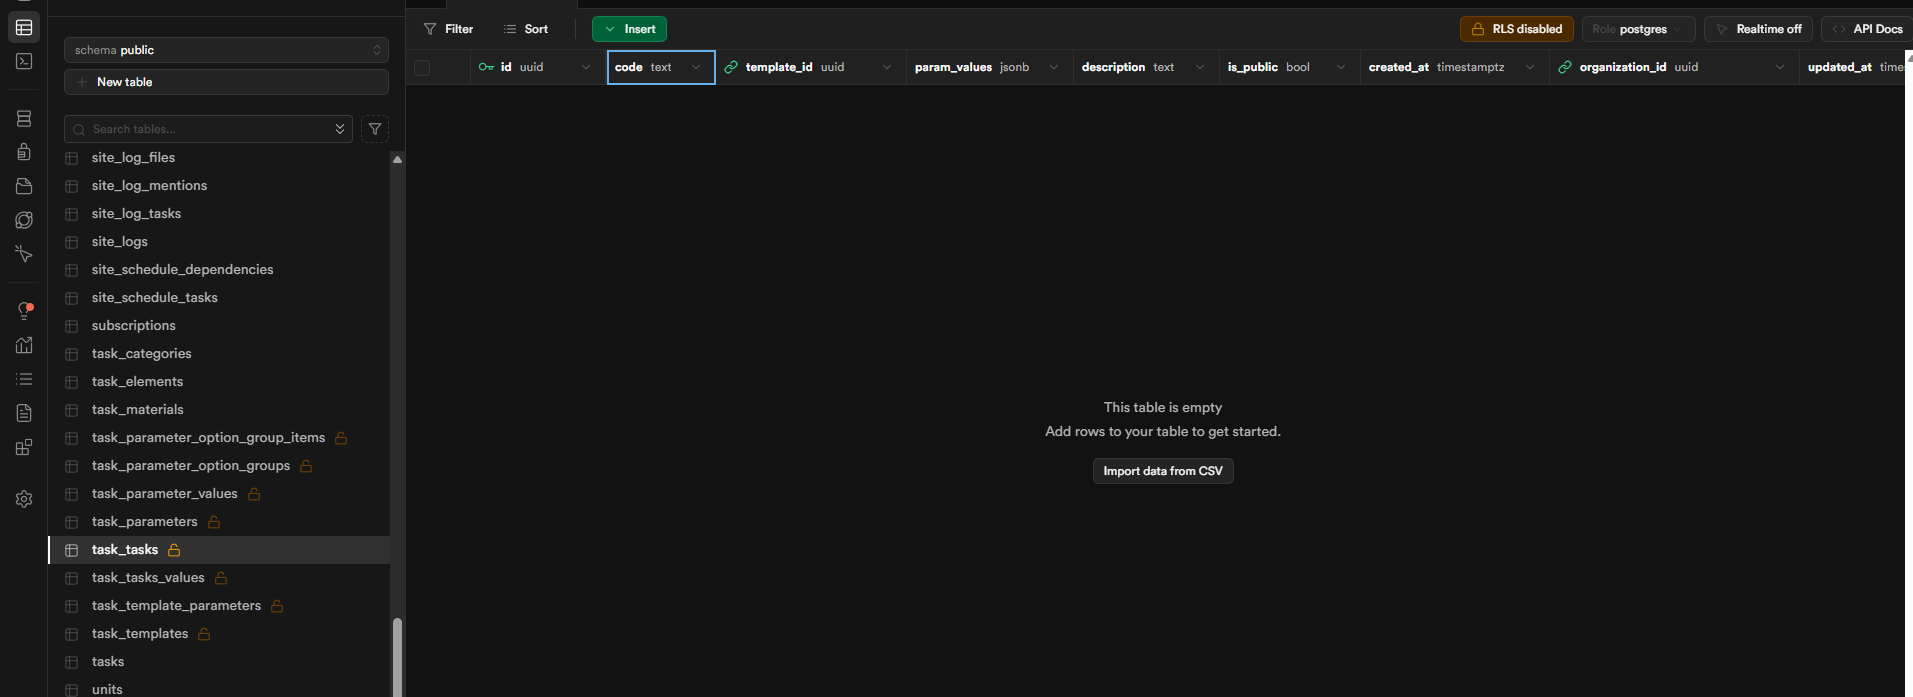 schema public
New table
Search tables...
site_log_files
site_log_mentions
site_log_tasks
site_logs
site_schedule_dependencies
site_schedule_tasks
subscriptions
task_categories
task_elements
task_materials
task_parameter_option_group_items
task_parameter_option_groups
task_parameter_values
task_parameters
task_tasks
task_tasks_values
task_template_parameters
task_templates
tasks
units
Filter Sort Insert RLS disabled Role postgres Realtime off API Docs
id uuid code text template_id uuid param_values jsonb description text is_public bool created_at timestamptz organization_id uuid updated_at times
This table is empty
Add rows to your table to get started.
Import data from CSV